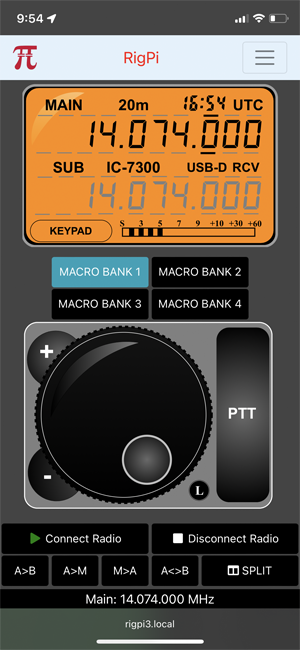 9:54
RigPi
MAIN 20m 16:54 UTC
14.074.000
SUB IC-7300 USB-D RCV
14.074.000
KEYPAD S 1 3 5 7 9 +10 +30 +60
MACRO BANK 1 MACRO BANK 2
MACRO BANK 3 MACRO BANK 4
+
PTT
-
L
Connect Radio Disconnect Radio
A>B A>M M>A A<>B SPLIT
Main: 14.074.000 MHz
rigpi3.local